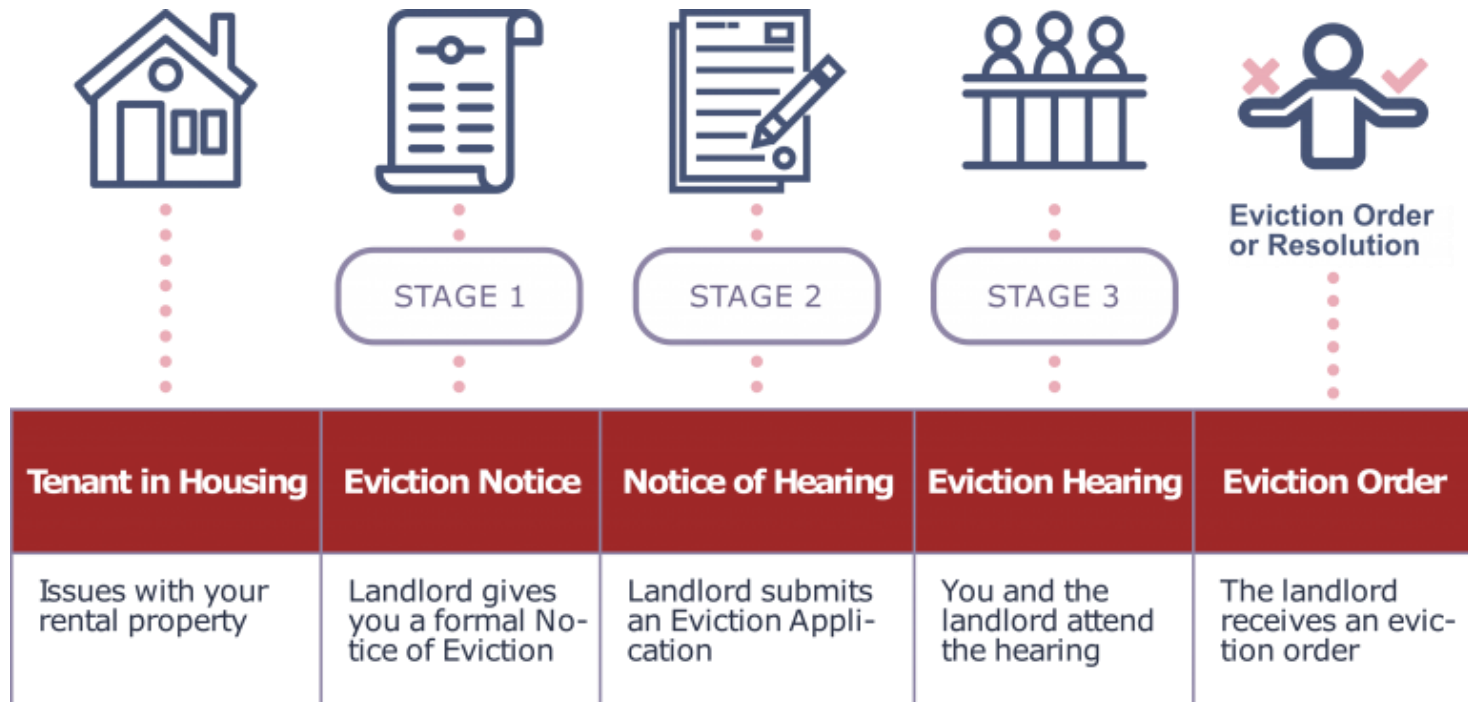 Eviction Order
or Resolution
STAGE 1
STAGE 2
STAGE 3
Tenant in Housing
Eviction Notice
Notice of Hearing
Eviction Hearing
Eviction Order
Issues with your
rental property
Landlord gives
you a formal No-
tice of Eviction
Landlord submits
an Eviction Appli-
cation
You and the
landlord attend
the hearing
The landlord
receives an evic-
tion order